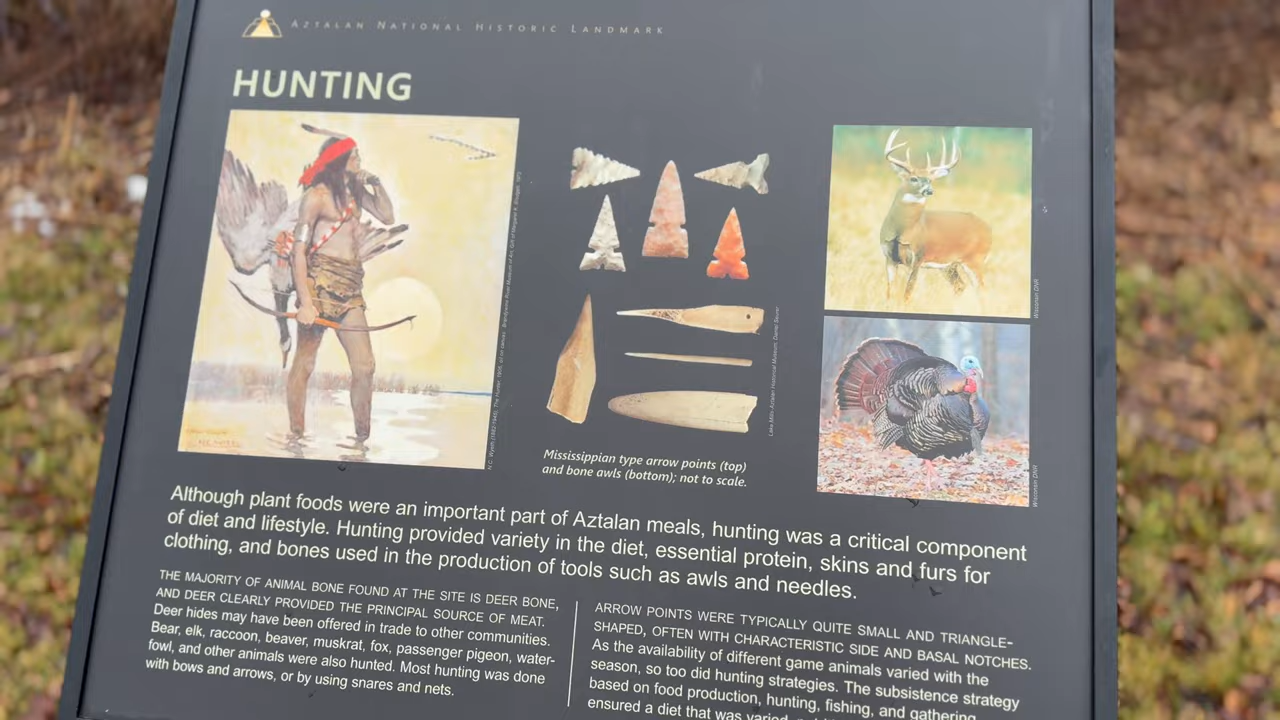 AZTALAN NATIONAL HISTORIC LANDMARK
HUNTING
Mississippian type arrow points (top)
and bone awls (bottom); not to scale.
Wisconsin DNR
Wisconsin DNR
Although plant foods were an important part of Aztalan meals, hunting was a critical component
of diet and lifestyle. Hunting provided variety in the diet, essential protein, skins and furs for
clothing, and bones used in the production of tools such as awls and needles.
THE MAJORITY OF ANIMAL BONE FOUND AT THE SITE IS DEER BONE,
AND DEER CLEARLY PROVIDED THE PRINCIPAL SOURCE OF MEAT.
Deer hides may have been offered in trade to other communities.
Bear, elk, raccoon, beaver, muskrat, fox, passenger pigeon, water-
fowl, and other animals were also hunted. Most hunting was done
with bows and arrows, or by using snares and nets.
ARROW POINTS WERE TYPICALLY QUITE SMALL AND TRIANGLE-
SHAPED, OFTEN WITH CHARACTERISTIC SIDE AND BASAL NOTCHES.
As the availability of different game animals varied with the
season, so too did hunting strategies. The subsistence strategy
based on food production, hunting, fishing, and gathering
ensured a diet that was varied,